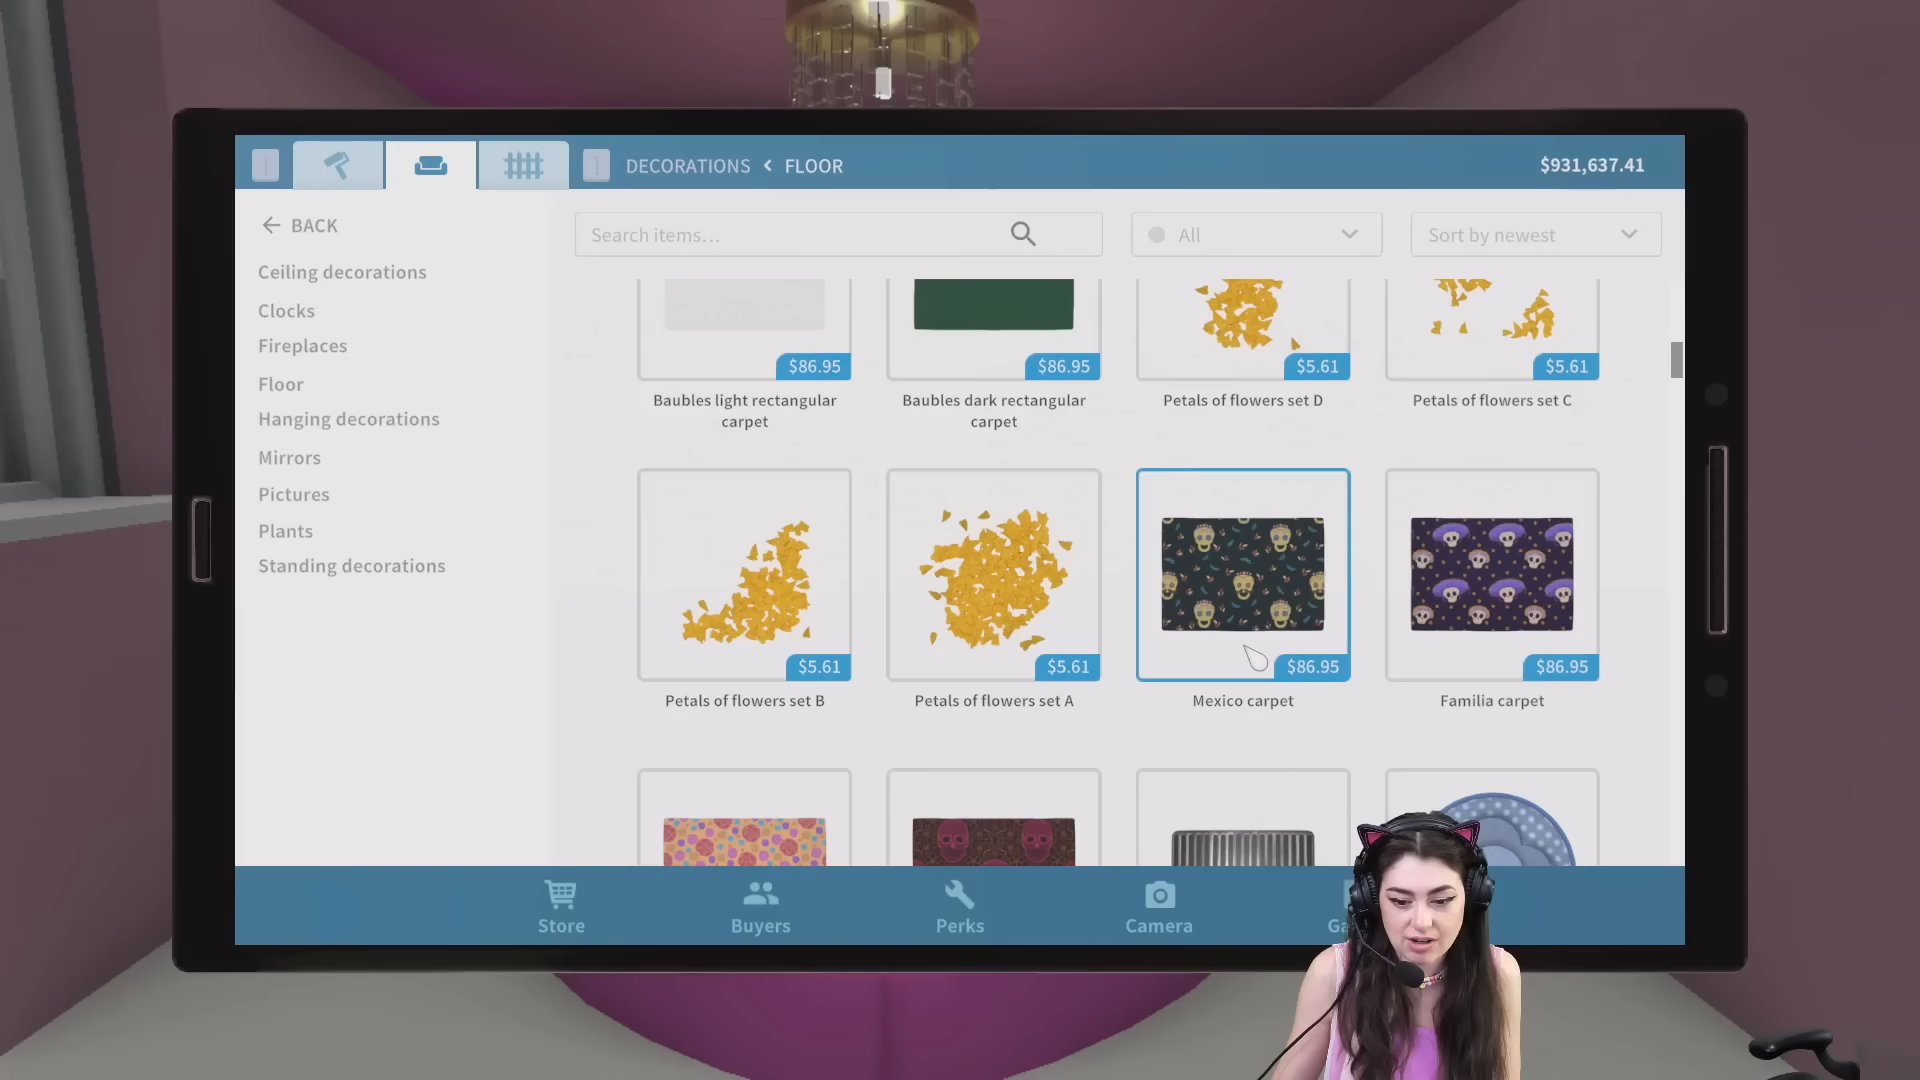 DECORATIONS < FLOOR
$931,637.41
BACK
Search items...
All
Sort by newest
Ceiling decorations
Clocks
Fireplaces
Floor
Hanging decorations
Mirrors
Pictures
Plants
Standing decorations
$86.95
$86.95
$5.61
$5.61
Baubles light rectangular
carpet
Baubles dark rectangular
carpet
Petals of flowers set D
Petals of flowers set C
$5.61
$5.61
$86.95
$86.95
Petals of flowers set B
Petals of flowers set A
Mexico carpet
Familia carpet
Store
Buyers
Perks
Camera